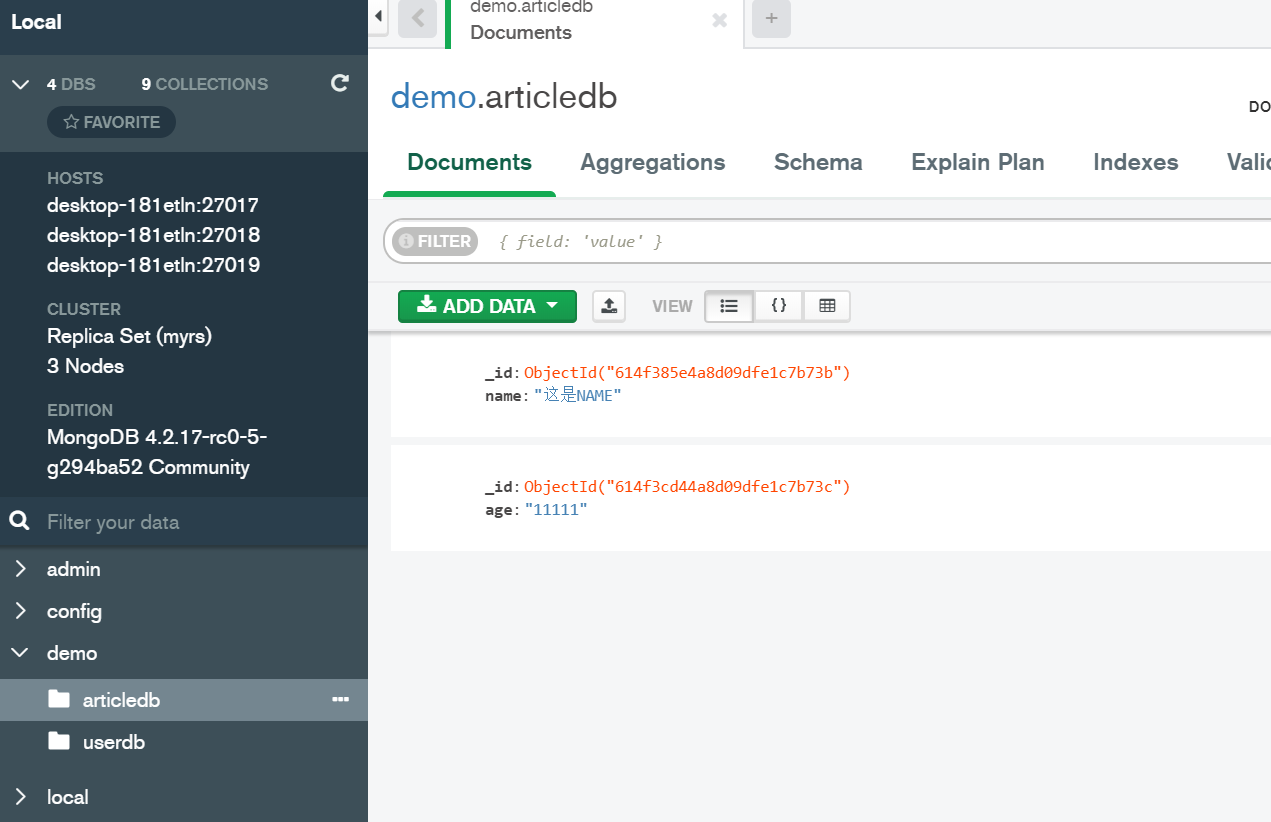 Local
4 DBS 9 COLLECTIONS
FAVORITE
HOSTS
desktop-181etln:27017
desktop-181etln:27018
desktop-181etln:27019
CLUSTER
Replica Set (myrs)
3 Nodes
EDITION
MongoDB 4.2.17-rc0-5-
g294ba52 Community
Filter your data
admin
config
demo
articledb
userdb
local
demo.articledb
Documents
demo.articledb
DO
Documents Aggregations Schema Explain Plan Indexes Valid
FILTER { field: 'value' }
ADD DATA VIEW {}
_id: ObjectId("614f385e4a8d09dfe1c7b73b")
name: "这是NAME"
_id: ObjectId("614f3cd44a8d09dfe1c7b73c")
age: "11111"